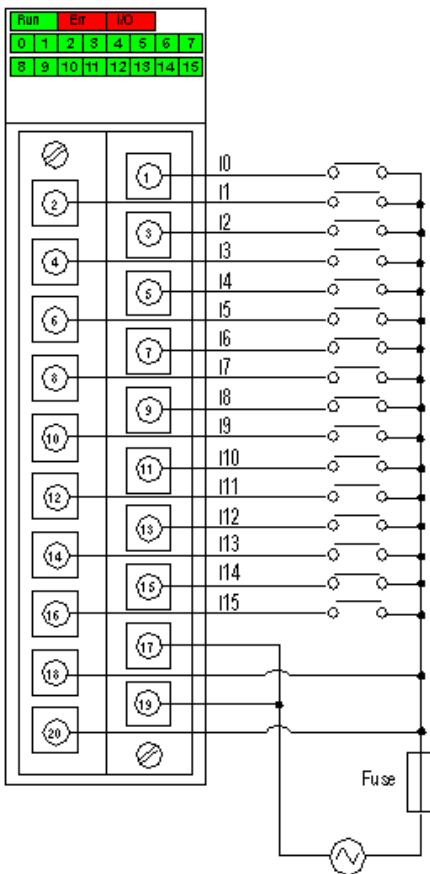 Run Err I/O
0 1 2 3 4 5 6 7
8 9 10 11 12 13 14 15
1 I0
2 I1
3 I2
4 I3
5 I4
6 I5
7 I6
8 I7
9 I8
10 I9
11 I10
12 I11
13 I12
14 I13
15 I14
16 I15
17
18
19
20
Fuse